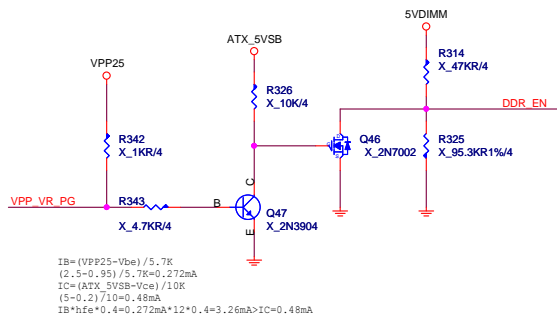 5VDIMM
ATX_5VSB
VPP25
R314
X_47KR/4
R326
X_10K/4
DDR_EN
R342
X_1KR/4
Q46
X_2N7002
R325
X_95.3KR1%/4
VPP_VR_PG
R343
X_4.7KR/4
B
C
E
Q47
X_2N3904
IB=(VPP25-Vbe)/5.7K
(2.5-0.95)/5.7K=0.272mA
IC=(ATX_5VSB-Vce)/10K
(5-0.2)/10=0.48mA
IB*hfe*0.4=0.272mA*12*0.4=3.26mA>IC=0.48mA